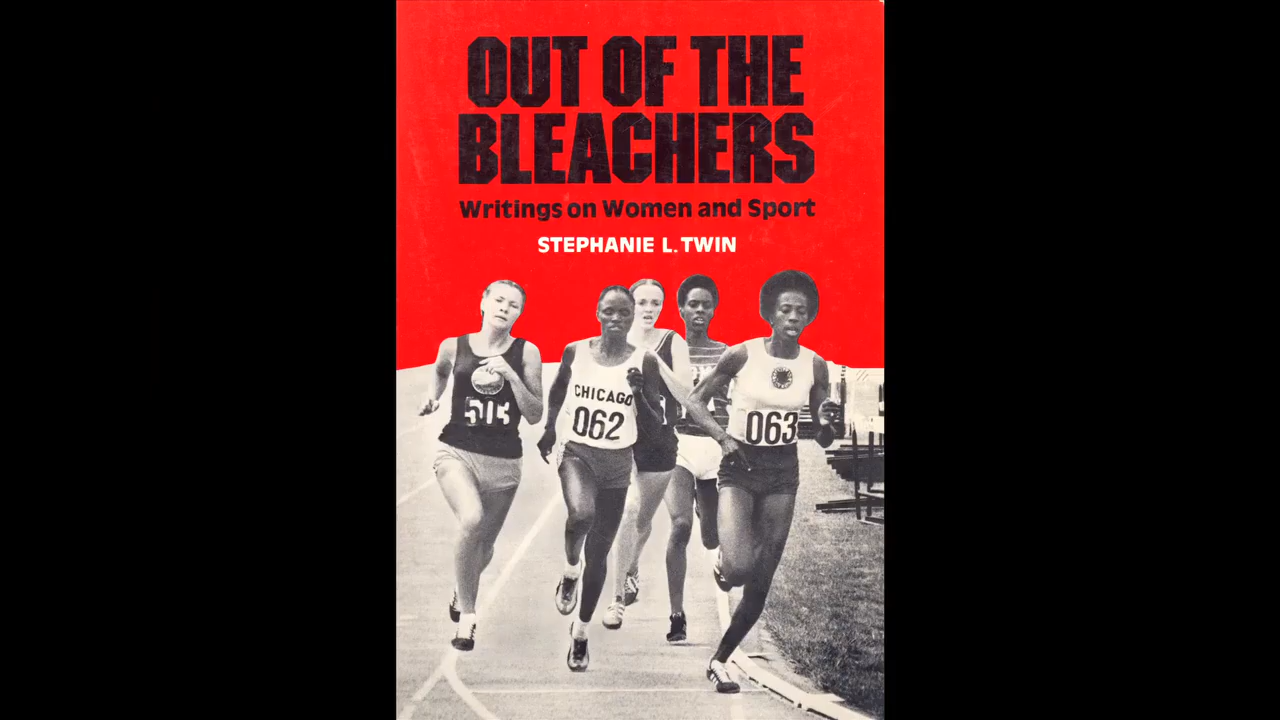 OUT OF THE
BLEACHERS
Writings on Women and Sport
STEPHANIE L. TWIN
503
CHICAGO
062
063